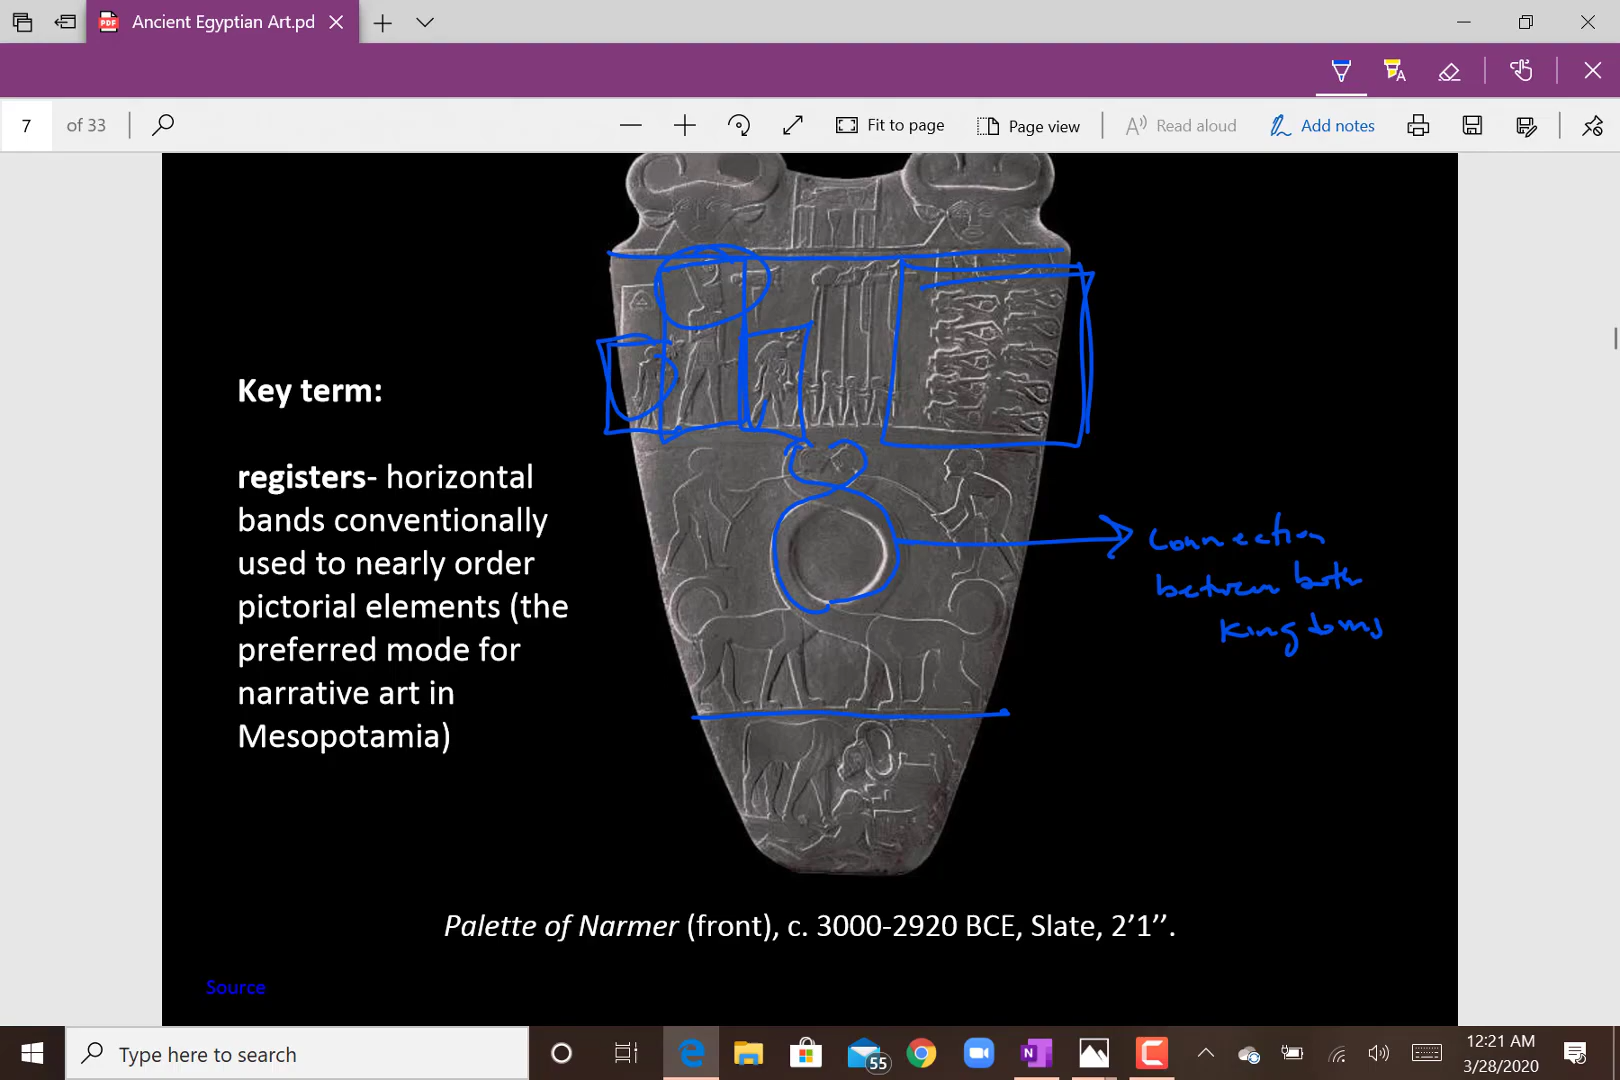 Ancient Egyptian Art.pd
7 of 33
Fit to page
Page view
Read aloud
Add notes
Key term:
registers- horizontal
bands conventionally
used to nearly order
pictorial elements (the
preferred mode for
narrative art in
Mesopotamia)
Connection
between both
Kingdoms
Palette of Narmer (front), c. 3000-2920 BCE, Slate, 2’1’’.
Source
Type here to search
55
12:21 AM
3/28/2020